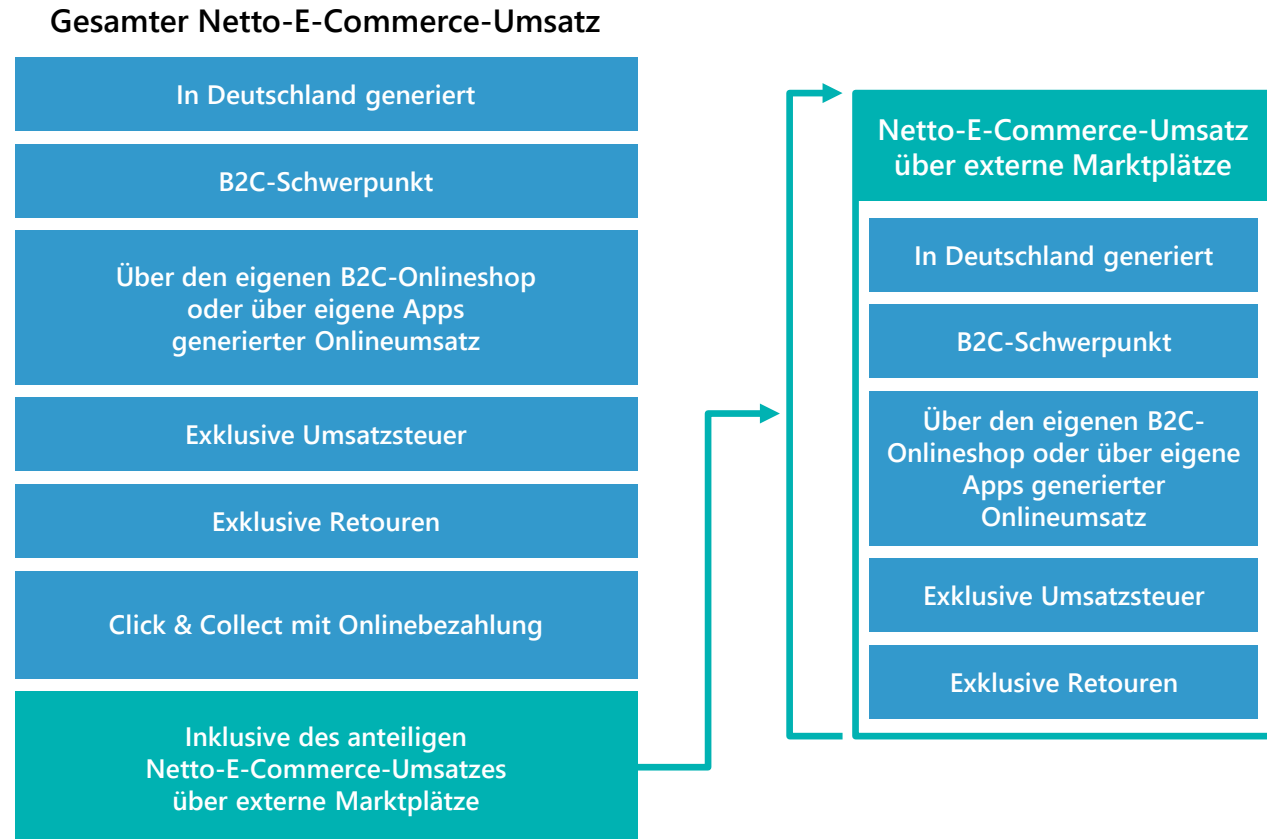 Gesamter Netto-E-Commerce-Umsatz
In Deutschland generiert
B2C-Schwerpunkt
Über den eigenen B2C-Onlineshop
oder über eigene Apps
generierter Onlineumsatz
Exklusive Umsatzsteuer
Exklusive Retouren
Click & Collect mit Onlinebezahlung
Inklusive des anteiligen
Netto-E-Commerce-Umsatzes
über externe Marktplätze
Netto-E-Commerce-Umsatz
über externe Marktplätze
In Deutschland generiert
B2C-Schwerpunkt
Über den eigenen B2C-
Onlineshop oder über eigene
Apps generierter
Onlineumsatz
Exklusive Umsatzsteuer
Exklusive Retouren